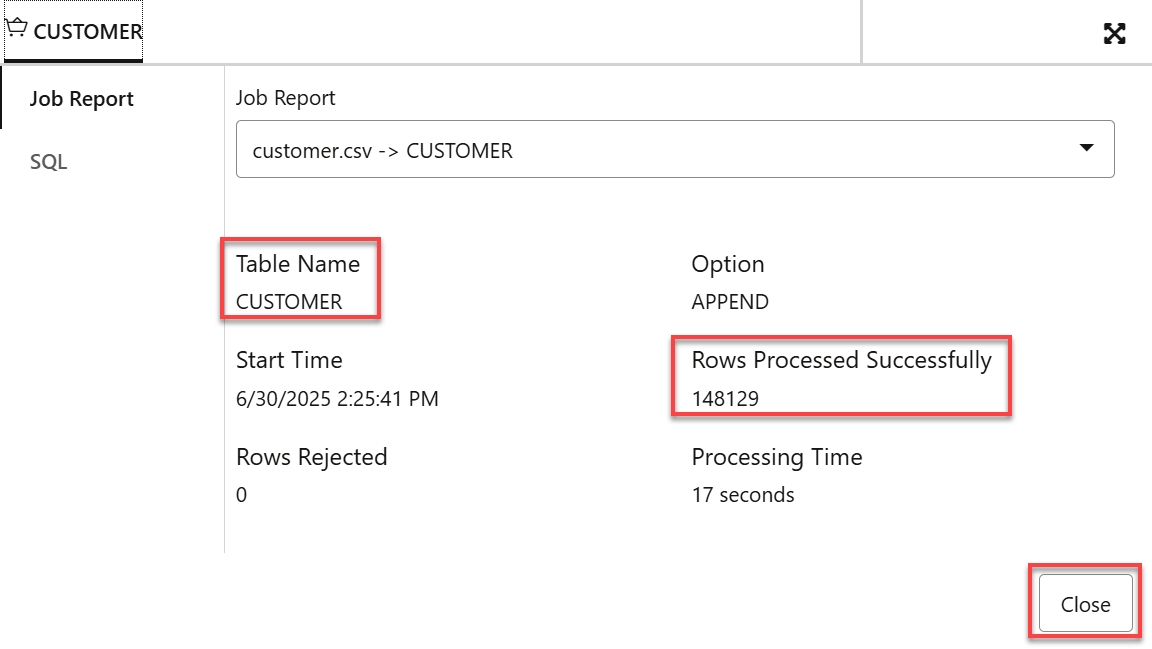 CUSTOMER
Job Report
SQL
Job Report
customer.csv -> CUSTOMER
Table Name
CUSTOMER
Option
APPEND
Start Time
6/30/2025 2:25:41 PM
Rows Processed Successfully
148129
Rows Rejected
0
Processing Time
17 seconds
Close